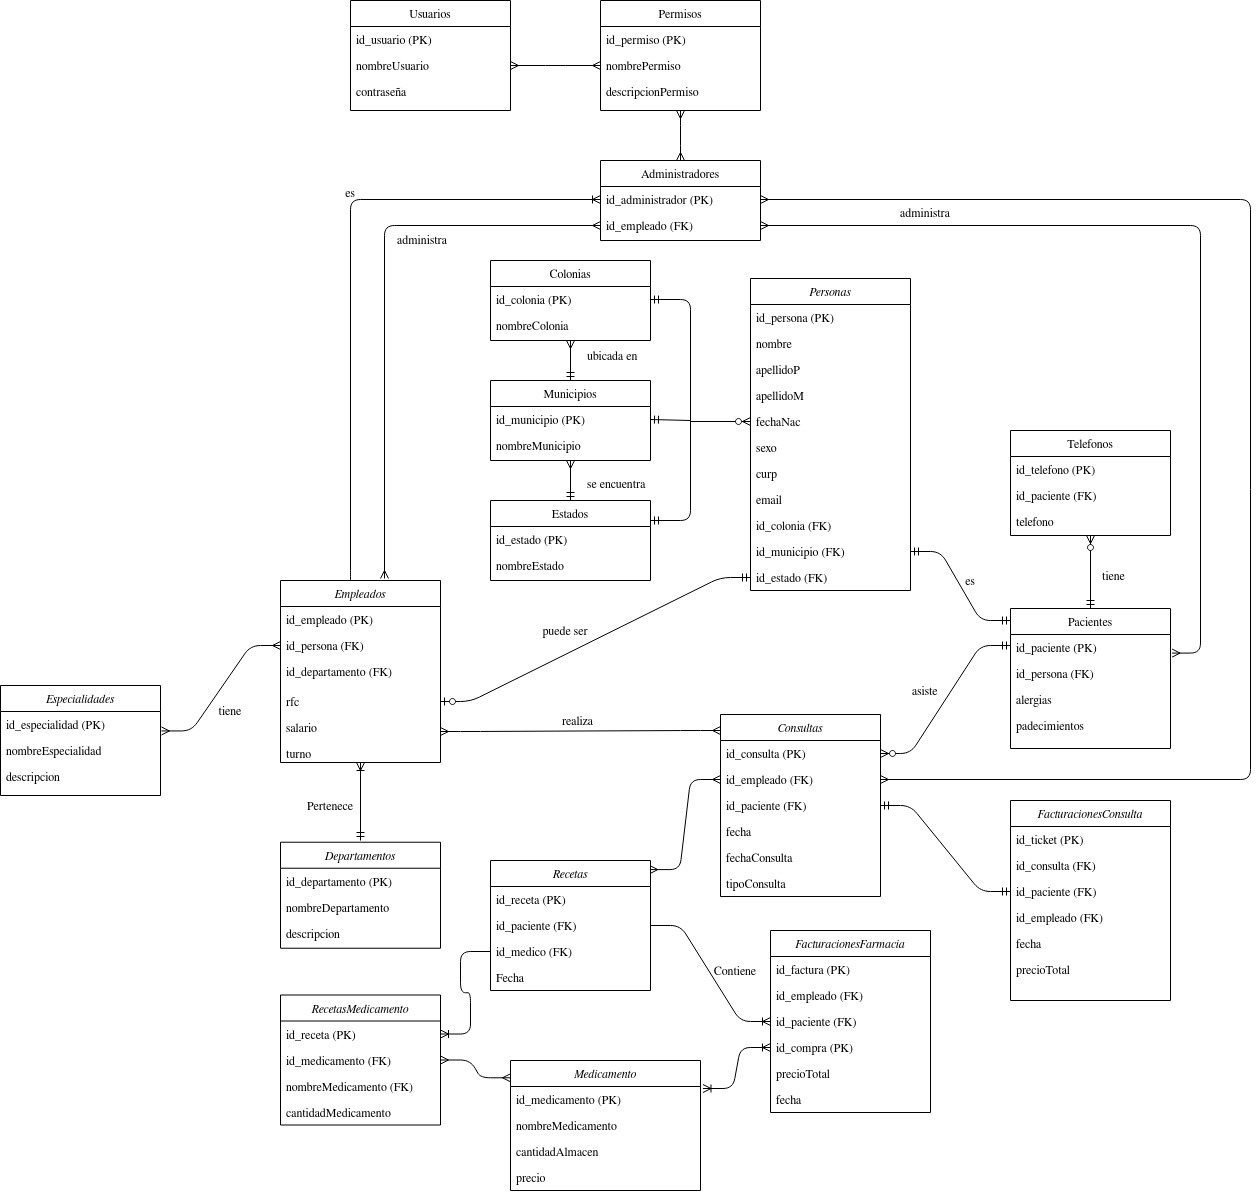 Usuarios
id_usuario (PK)
nombreUsuario
contraseña
Permisos
id_permiso (PK)
nombrePermiso
descripcionPermiso
Administradores
id_administrador (PK)
id_empleado (FK)
es
administra
administra
Colonias
id_colonia (PK)
nombreColonia
ubicada en
Municipios
id_municipio (PK)
nombreMunicipio
se encuentra
Estados
id_estado (PK)
nombreEstado
Personas
id_persona (PK)
nombre
apellidoP
apellidoM
fechaNac
sexo
curp
email
id_colonia (FK)
id_municipio (FK)
id_estado (FK)
Telefonos
id_telefono (PK)
id_paciente (FK)
telefono
tiene
es
Pacientes
id_paciente (PK)
id_persona (FK)
alergias
padecimientos
asiste
Empleados
id_empleado (PK)
id_persona (FK)
id_departamento (FK)
rfc
salario
turno
puede ser
realiza
Especialidades
id_especialidad (PK)
nombreEspecialidad
descripcion
tiene
Pertenece
Departamentos
id_departamento (PK)
nombreDepartamento
descripcion
Consultas
id_consulta (PK)
id_empleado (FK)
id_paciente (FK)
fecha
fechaConsulta
tipoConsulta
FacturacionesConsulta
id_ticket (PK)
id_consulta (FK)
id_paciente (FK)
id_empleado (FK)
fecha
precioTotal
Recetas
id_receta (PK)
id_paciente (FK)
id_medico (FK)
Fecha
Contiene
FacturacionesFarmacia
id_factura (PK)
id_empleado (FK)
id_paciente (FK)
id_compra (PK)
precioTotal
fecha
RecetasMedicamento
id_receta (PK)
id_medicamento (FK)
nombreMedicamento (FK)
cantidadMedicamento
Medicamento
id_medicamento (PK)
nombreMedicamento
cantidadAlmacen
precio